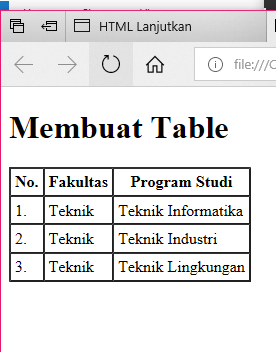 HTML Lanjutkan
file:///C
Membuat Table
No. Fakultas Program Studi
1. Teknik Teknik Informatika
2. Teknik Teknik Industri
3. Teknik Teknik Lingkungan